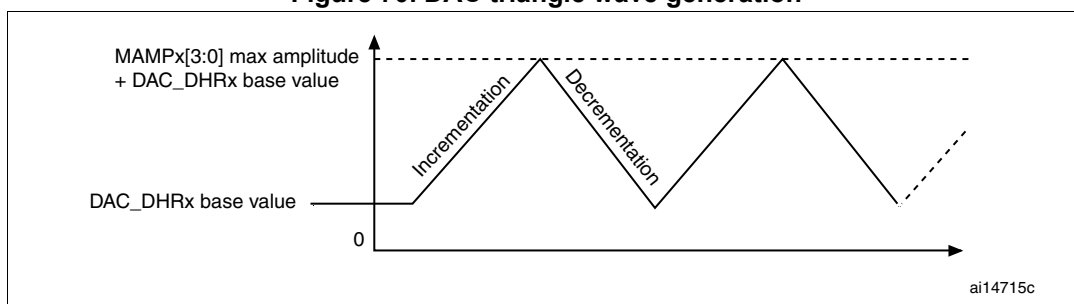 Figure 70. DAC triangle wave generation
MAMPx[3:0] max amplitude
+ DAC_DHRx base value
Incrementation
Decrementation
DAC_DHRx base value
0
ai14715c